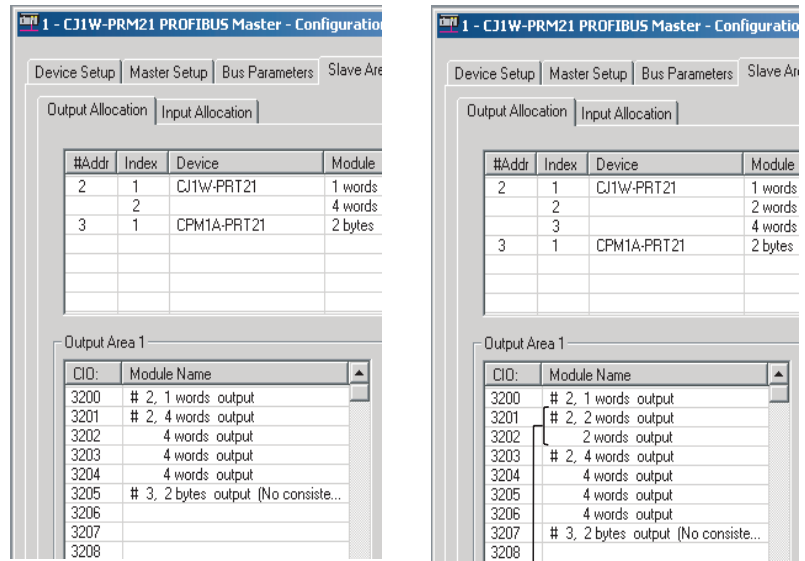 1 - CJ1W-PRM21 PROFIBUS Master - Configuration
Device Setup Master Setup Bus Parameters Slave Are
Output Allocation Input Allocation
#Addr Index Device Module
2 1 CJ1W-PRT21 1 words
2 4 words
3 1 CPM1A-PRT21 2 bytes
Output Area 1
CIO: Module Name
3200 # 2, 1 words output
3201 # 2, 4 words output
3202 4 words output
3203 4 words output
3204 4 words output
3205 # 3, 2 bytes output (No consiste...
3206
3207
3208
1 - CJ1W-PRM21 PROFIBUS Master - Configuratio
Device Setup Master Setup Bus Parameters Slave Ar
Output Allocation Input Allocation
#Addr Index Device Module
2 1 CJ1W-PRT21 1 words
2 2 words
3 4 words
3 1 CPM1A-PRT21 2 bytes
Output Area 1
CIO: Module Name
3200 # 2, 1 words output
3201 # 2, 2 words output
3202 2 words output
3203 # 2, 4 words output
3204 4 words output
3205 4 words output
3206 4 words output
3207 # 3, 2 bytes output (No consiste...
3208